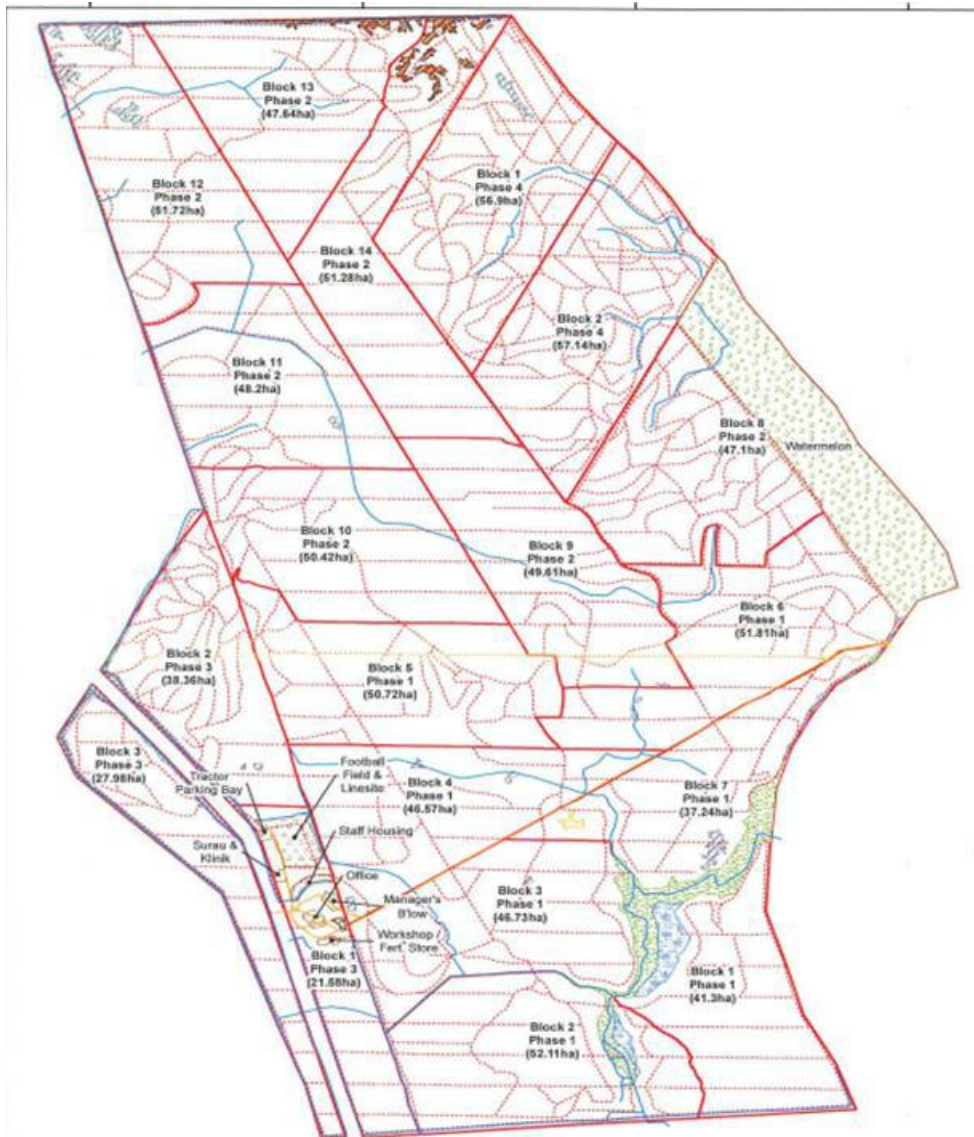 Block 13
Phase 2
(47.64ha)
Block 12
Phase 2
(51.72ha)
Block 1
Phase 4
(56.9ha)
Block 14
Phase 2
(51.28ha)
Block 2
Phase 4
(57.14ha)
Block 11
Phase 2
(48.2ha)
Block 8
Phase 2
(47.1ha)
Watermelon
Block 10
Phase 2
(50.42ha)
Block 9
Phase 2
(49.61ha)
Block 6
Phase 1
(51.81ha)
Block 2
Phase 3
(38.36ha)
Block 5
Phase 1
(50.72ha)
Block 3
Phase 3
(27.98ha)
Tractor
Parking Bay
Football
Field &
Linesite
Block 4
Phase 1
(46.57ha)
Block 7
Phase 1
(37.24ha)
Staff Housing
Surau &
Klinik
Office
Manager's
B'low
Block 3
Phase 1
(46.73ha)
Workshop /
Fert. Store
Block 1
Phase 3
(21.58ha)
Block 1
Phase 1
(41.3ha)
Block 2
Phase 1
(52.11ha)